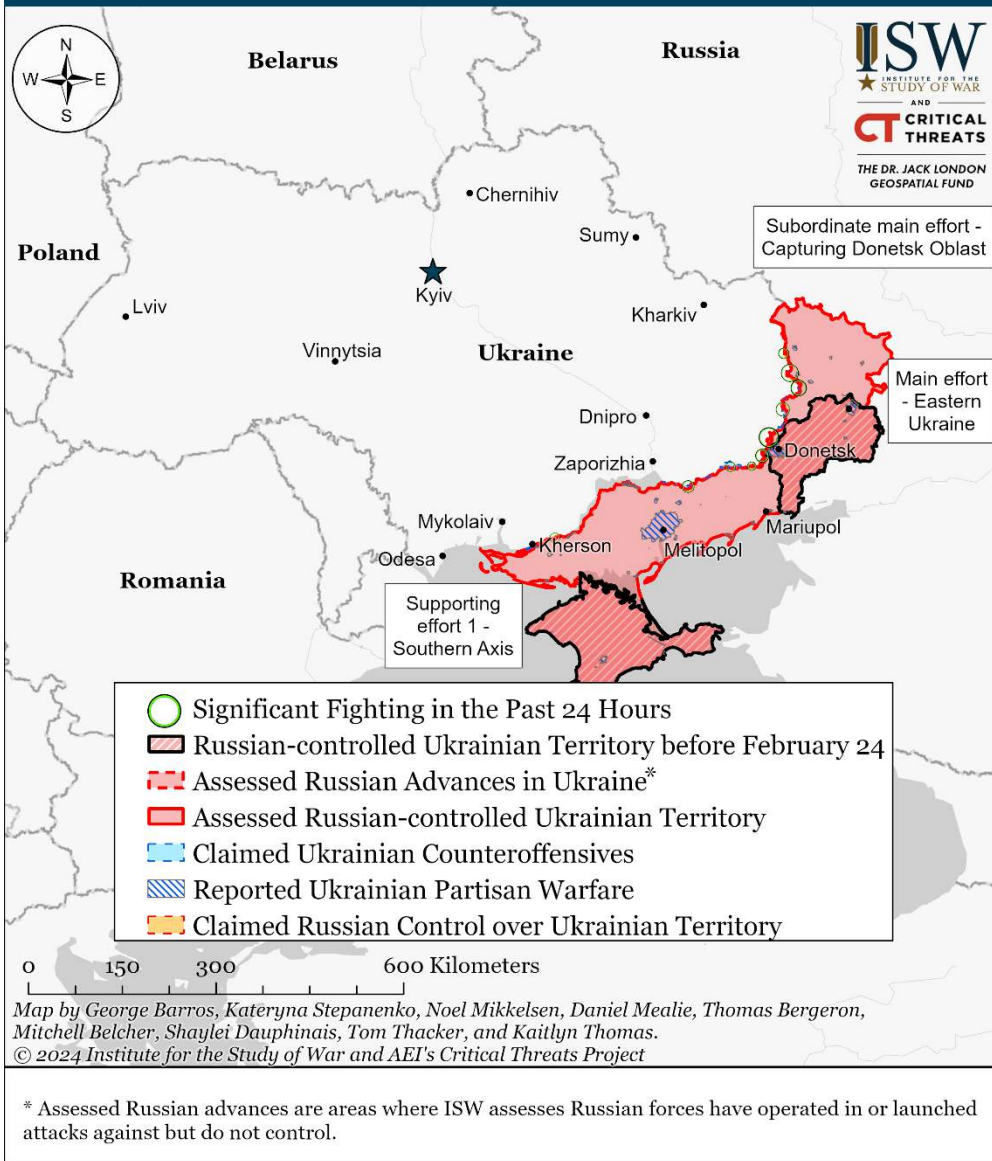 N
W E
S
Belarus
Russia
ISW
INSTITUTE FOR THE
STUDY OF WAR
AND
CT CRITICAL
THREATS
THE DR. JACK LONDON
GEOSPATIAL FUND
Chernihiv
Sumy
Subordinate main effort -
Capturing Donetsk Oblast
Poland
Kyiv
Lviv
Kharkiv
Vinnytsia
Ukraine
Main effort
- Eastern
Ukraine
Dnipro
Donetsk
Zaporizhia
Mariupol
Mykolaiv
Kherson
Melitopol
Odesa
Romania
Supporting
effort 1 -
Southern Axis
Significant Fighting in the Past 24 Hours
Russian-controlled Ukrainian Territory before February 24
Assessed Russian Advances in Ukraine*
Assessed Russian-controlled Ukrainian Territory
Claimed Ukrainian Counteroffensives
Reported Ukrainian Partisan Warfare
Claimed Russian Control over Ukrainian Territory
0 150 300 600 Kilometers
Map by George Barros, Kateryna Stepanenko, Noel Mikkelsen, Daniel Mealie, Thomas Bergeron,
Mitchell Belcher, Shaylei Dauphinais, Tom Thacker, and Kaitlyn Thomas.
© 2024 Institute for the Study of War and AEI's Critical Threats Project
* Assessed Russian advances are areas where ISW assesses Russian forces have operated in or launched
attacks against but do not control.